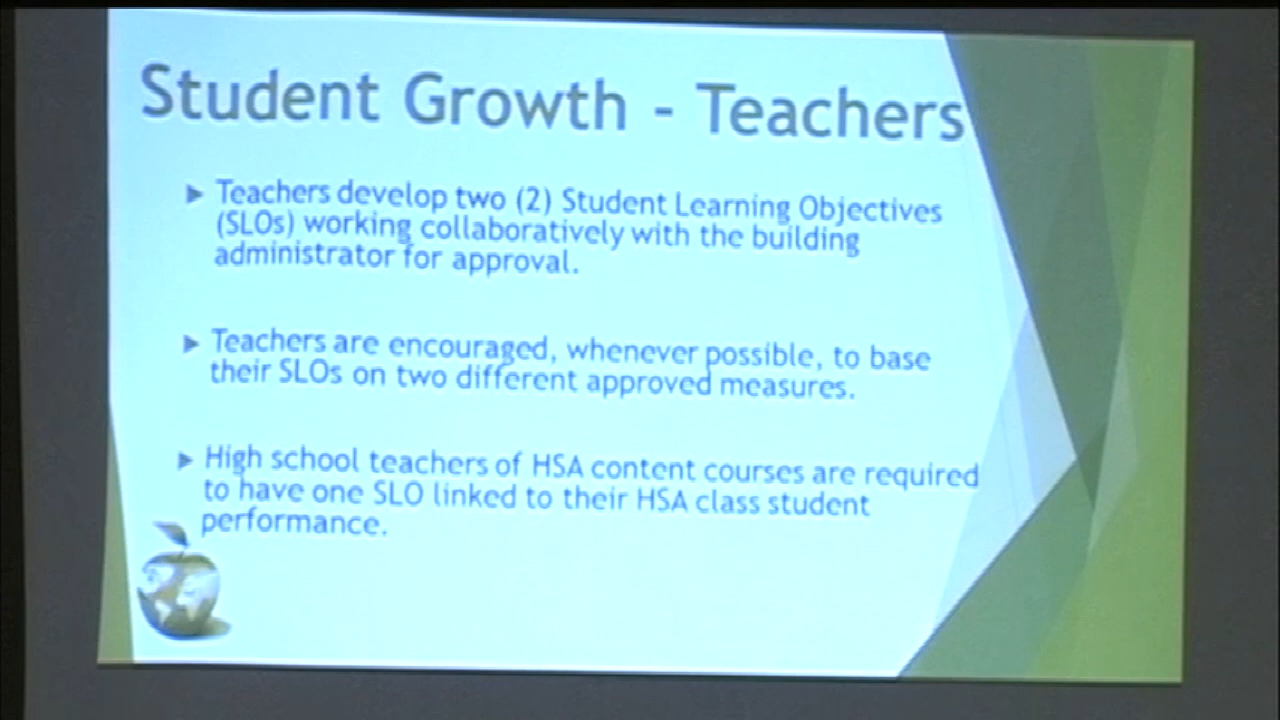 Student Growth - Teachers
Teachers develop two (2) Student Learning Objectives
(SLOs) working collaboratively with the building
administrator for approval.
Teachers are encouraged, whenever possible, to base
their SLOs on two different approved measures.
High school teachers of HSA content courses are required
to have one SLO linked to their HSA class student
performance.